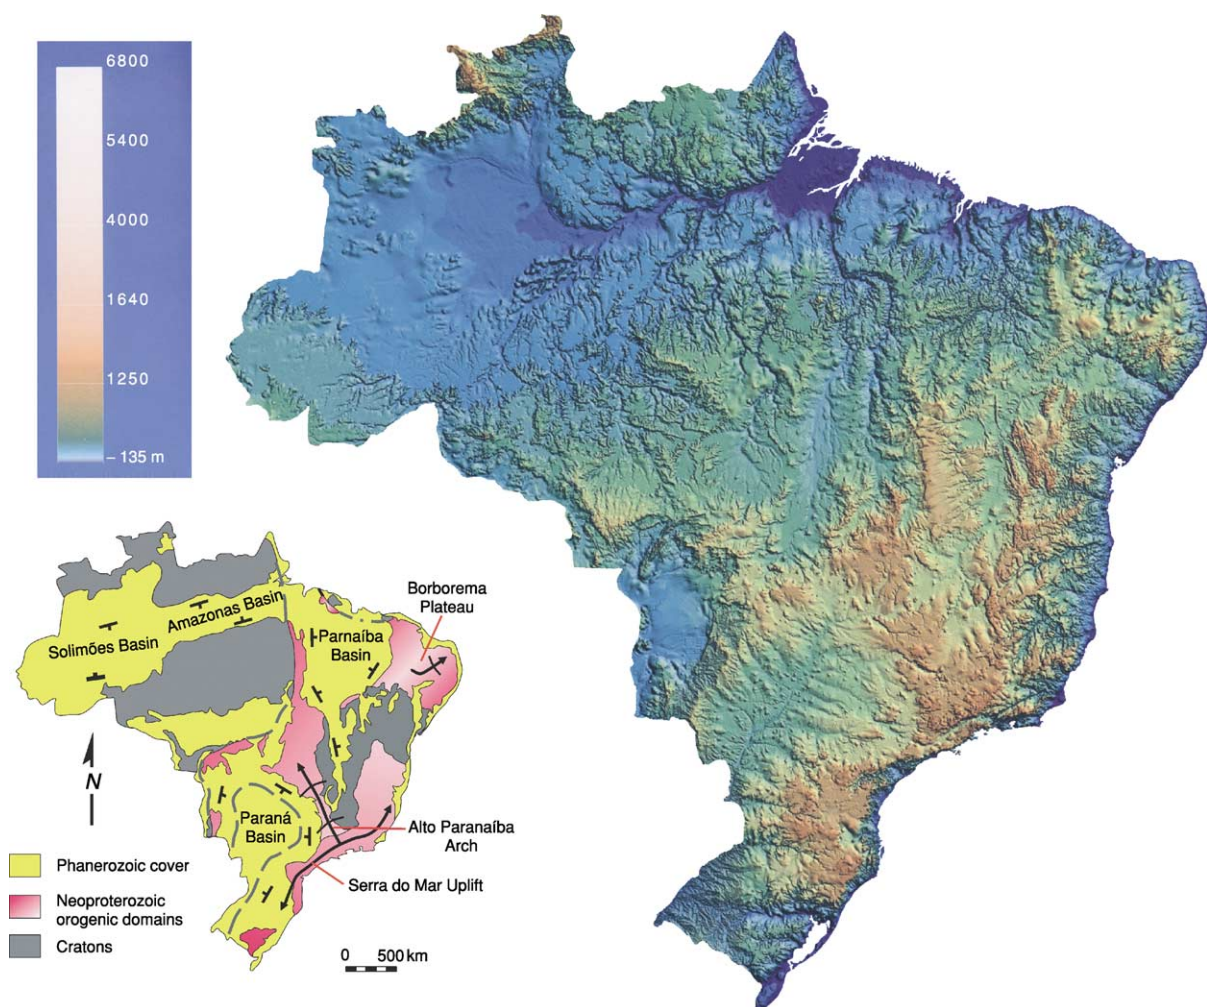 6800
5400
4000
1640
1250
– 135 m
Borborema
Plateau
Amazonas Basin
Solimões Basin
Parnaíba
Basin
N
Paraná
Basin
Alto Paranaíba
Arch
Serra do Mar Uplift
Phanerozoic cover
Neoproterozoic
orogenic domains
Cratons
0 500 km